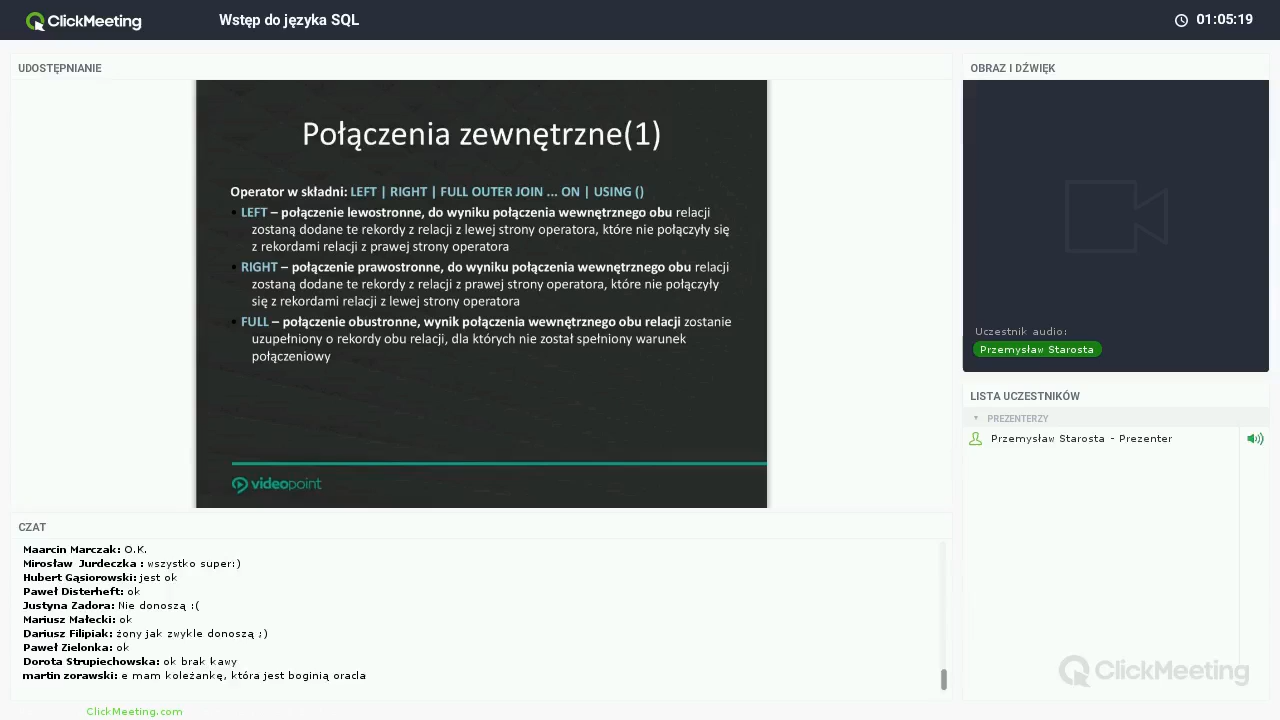 ClickMeeting
Wstęp do języka SQL
01:05:19
UDOSTĘPNIANIE
Połączenia zewnętrzne(1)
Operator w składni: LEFT | RIGHT | FULL OUTER JOIN ... ON | USING ()
• LEFT – połączenie lewostronne, do wyniku połączenia wewnętrznego obu relacji
zostaną dodane te rekordy z relacji z lewej strony operatora, które nie połączyły się
z rekordami relacji z prawej strony operatora
• RIGHT – połączenie prawostronne, do wyniku połączenia wewnętrznego obu relacji
zostaną dodane te rekordy z relacji z prawej strony operatora, które nie połączyły
się z rekordami relacji z lewej strony operatora
• FULL – połączenie obustronne, wynik połączenia wewnętrznego obu relacji zostanie
uzupełniony o rekordy obu relacji, dla których nie został spełniony warunek
połączeniowy
videopoint
OBRAZ I DŹWIĘK
Uczestnik audio:
Przemysław Starosta
LISTA UCZESTNIKÓW
PREZENTERZY
Przemysław Starosta - Prezenter
CZAT
Maarcin Marczak: O.K.
Mirosław Jurdeczka : wszystko super:)
Hubert Gąsiorowski: jest ok
Paweł Disterheft: ok
Justyna Zadora: Nie donoszą :(
Mariusz Małecki: ok
Dariusz Filipiak: żony jak zwykle donoszą ;)
Paweł Zielonka: ok
Dorota Strupiechowska: ok brak kawy
martin zorawski: e mam koleżankę, która jest boginią oracla
ClickMeeting
ClickMeeting.com